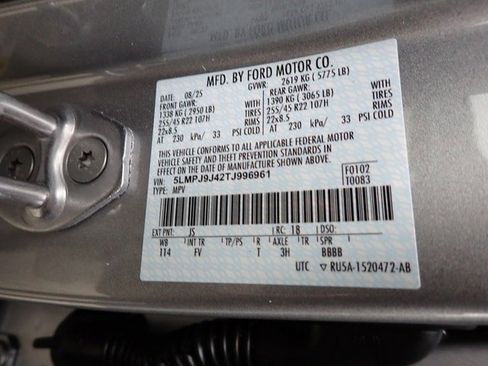 MFD. BY FORD MOTOR CO.
DATE: 08/25 GVWR: 2619 KG ( 5775 LB)
FRONT GAWR: REAR GAWR:
1338 KG ( 2950 LB) WITH 1390 KG ( 3065 LB) WITH
255/45 R22 107H TIRES 255/45 R22 107H TIRES
22x8.5 RIMS 22x8.5 RIMS
AT 230 kPa/ 33 PSI COLD AT 230 kPa/ 33 PSI COLD
THIS VEHICLE CONFORMS TO ALL APPLICABLE FEDERAL MOTOR
VEHICLE SAFETY AND THEFT PREVENTION STANDARDS IN EFFECT ON THE
DATE OF MANUFACTURE SHOWN ABOVE.
VIN: 5LMPJ9J42TJ996961 F0102
TYPE: MPV T0083
EXT PNT: JS RC: 18 DSO:
WB INT TR TP/PS R AXLE TR SPR
114 FV T 3H BBBB
UTC RU5A-1520472-AB